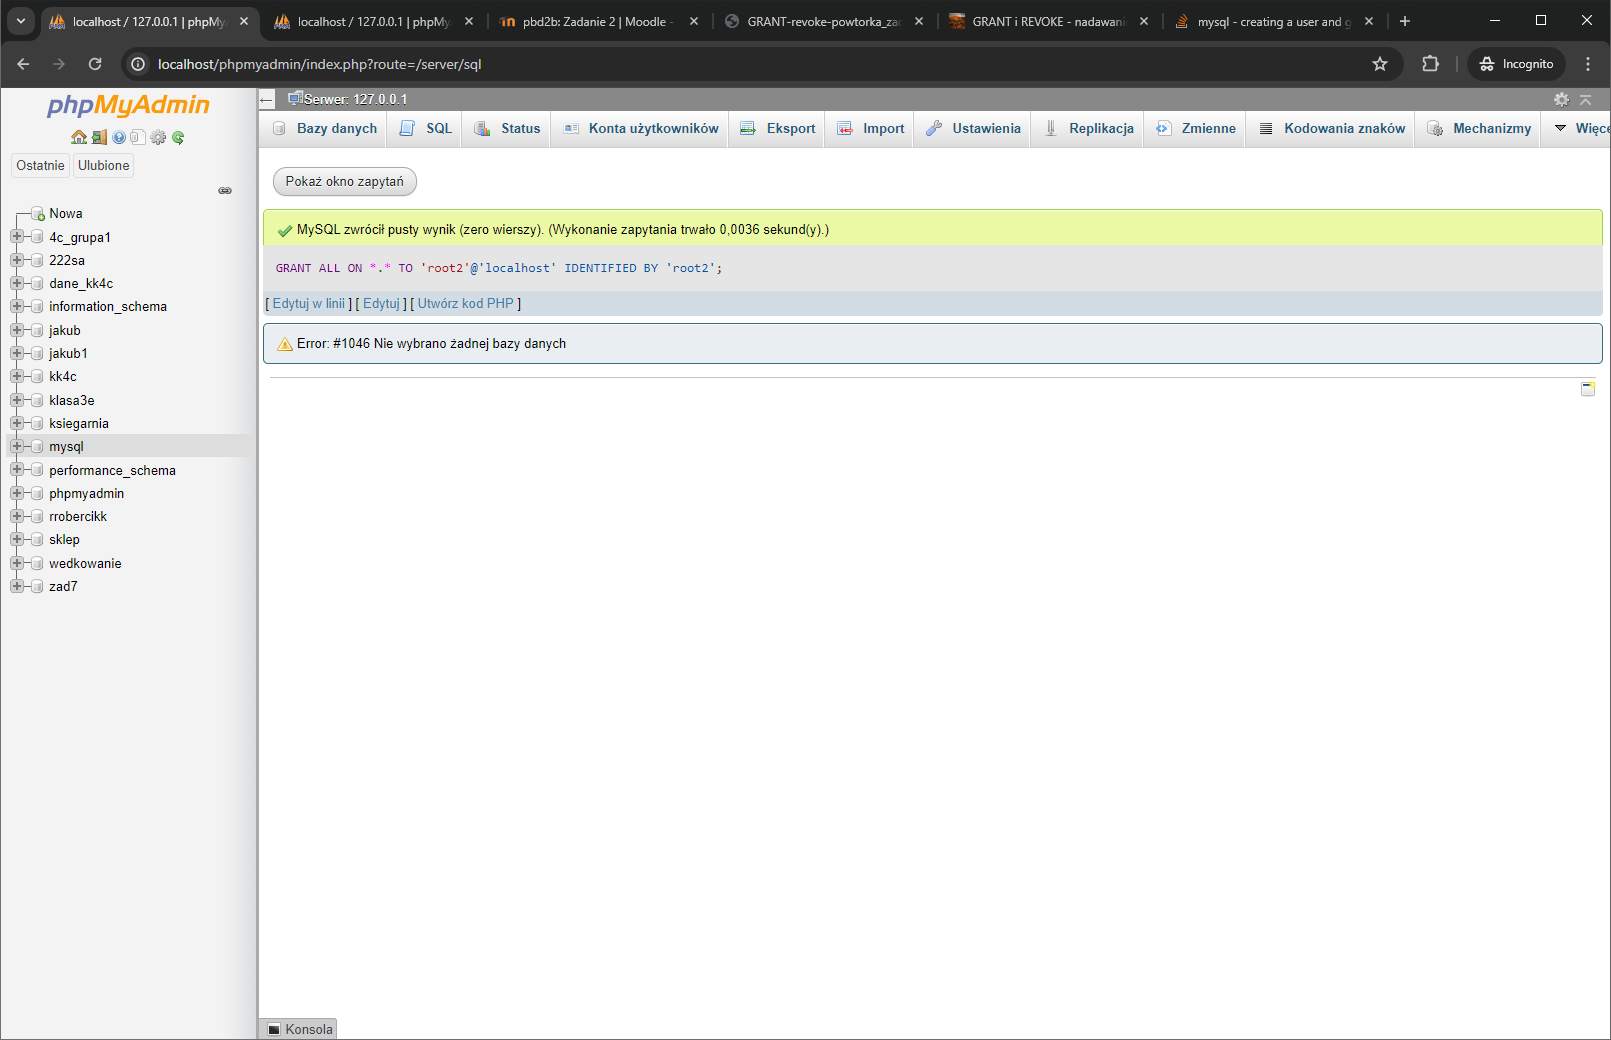 localhost / 127.0.0.1 | phpMy
localhost / 127.0.0.1 | phpMy
pbd2b: Zadanie 2 | Moodle -
GRANT-revoke-powtorka_zad
GRANT i REVOKE - nadawani
mysql - creating a user and g
localhost/phpmyadmin/index.php?route=/server/sql
Incognito
phpMyAdmin
Ostatnie
Ulubione
Nowa
4c_grupa1
222sa
dane_kk4c
information_schema
jakub
jakub1
kk4c
klasa3e
ksiegarnia
mysql
performance_schema
phpmyadmin
rrobercikk
sklep
wedkowanie
zad7
Serwer: 127.0.0.1
Bazy danych
SQL
Status
Konta użytkowników
Eksport
Import
Ustawienia
Replikacja
Zmienne
Kodowania znaków
Mechanizmy
Więce
Pokaż okno zapytań
MySQL zwrócił pusty wynik (zero wierszy). (Wykonanie zapytania trwało 0,0036 sekund(y).)
GRANT ALL ON *.* TO 'root2'@'localhost' IDENTIFIED BY 'root2';
[ Edytuj w linii ] [ Edytuj ] [ Utwórz kod PHP ]
Error: #1046 Nie wybrano żadnej bazy danych
Konsola